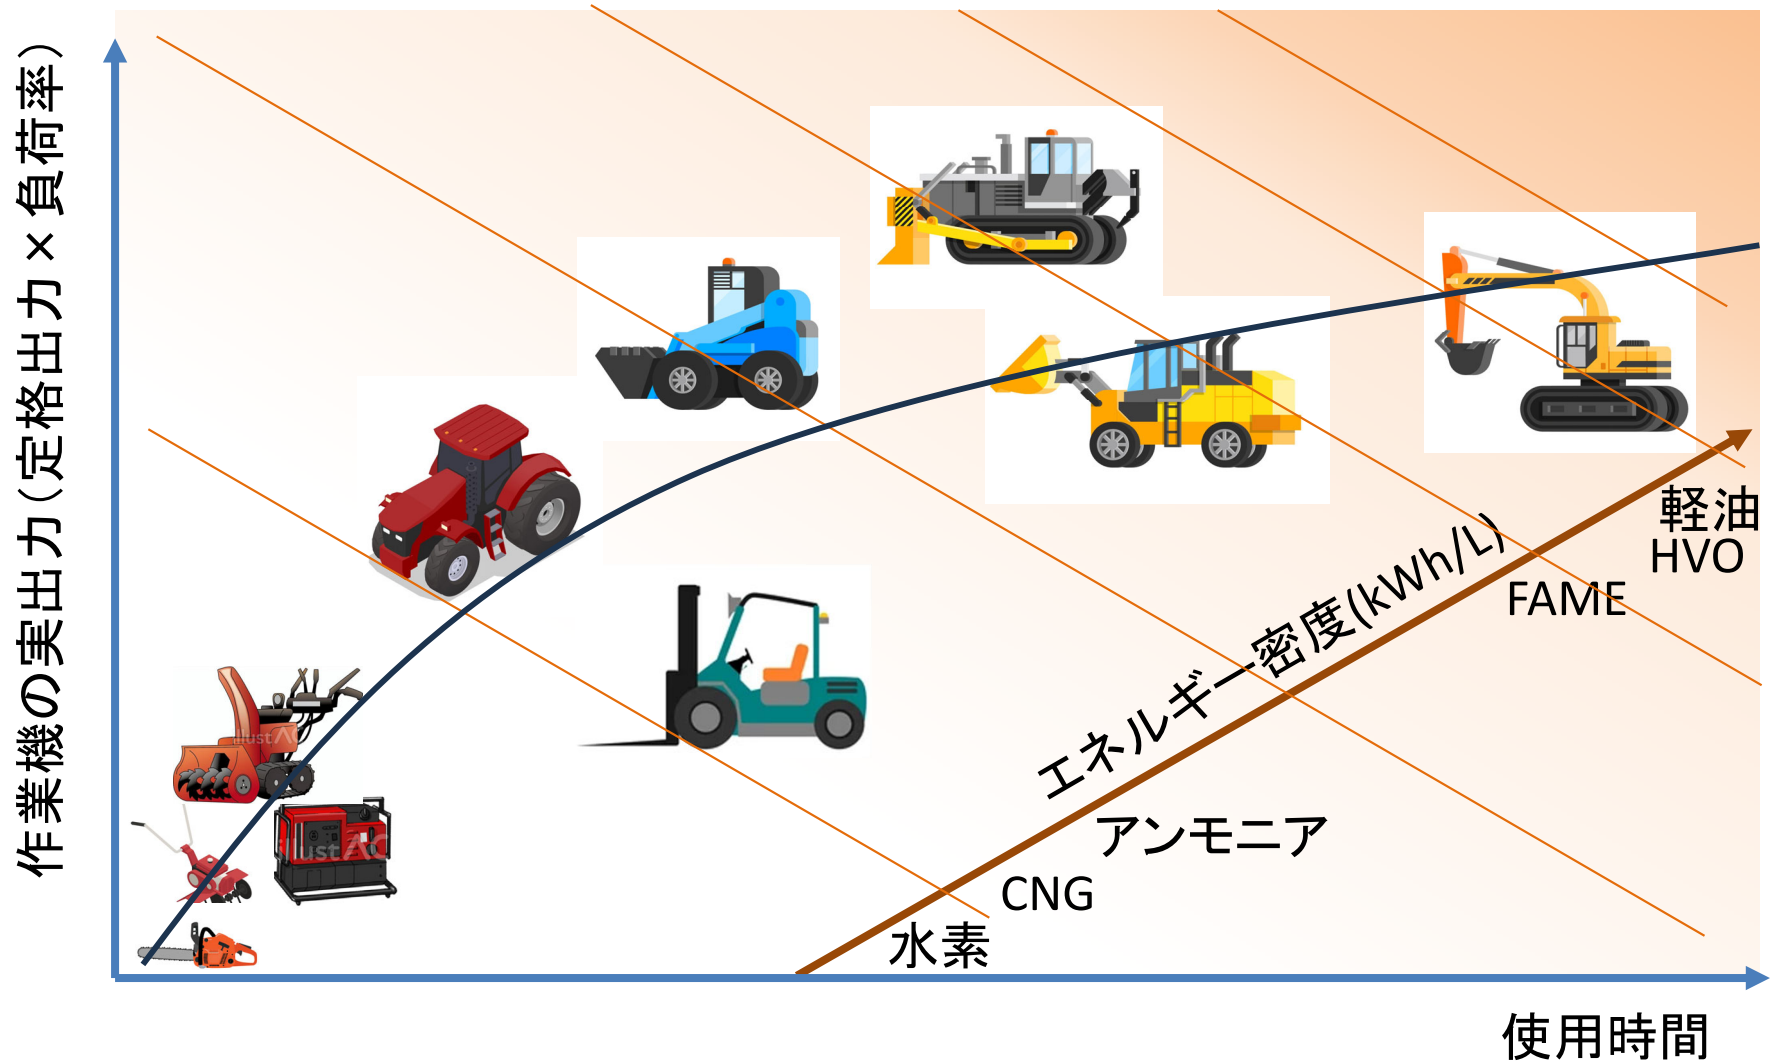 作業機の実出力(定格出力×負荷率)
エネルギー密度(kWh/L)
軽油
HVO
FAME
アンモニア
CNG
水素
使用時間
illustAC
illustAC